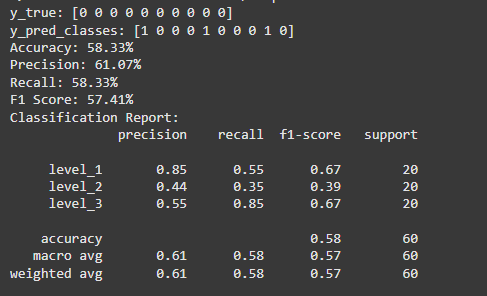 y_true: [0 0 0 0 0 0 0 0 0 0]
y_pred_classes: [1 0 0 0 1 0 0 0 1 0]
Accuracy: 58.33%
Precision: 61.07%
Recall: 58.33%
F1 Score: 57.41%
Classification Report:
precision recall f1-score support
level_1 0.85 0.55 0.67 20
level_2 0.44 0.35 0.39 20
level_3 0.55 0.85 0.67 20
accuracy 0.58 60
macro avg 0.61 0.58 0.57 60
weighted avg 0.61 0.58 0.57 60